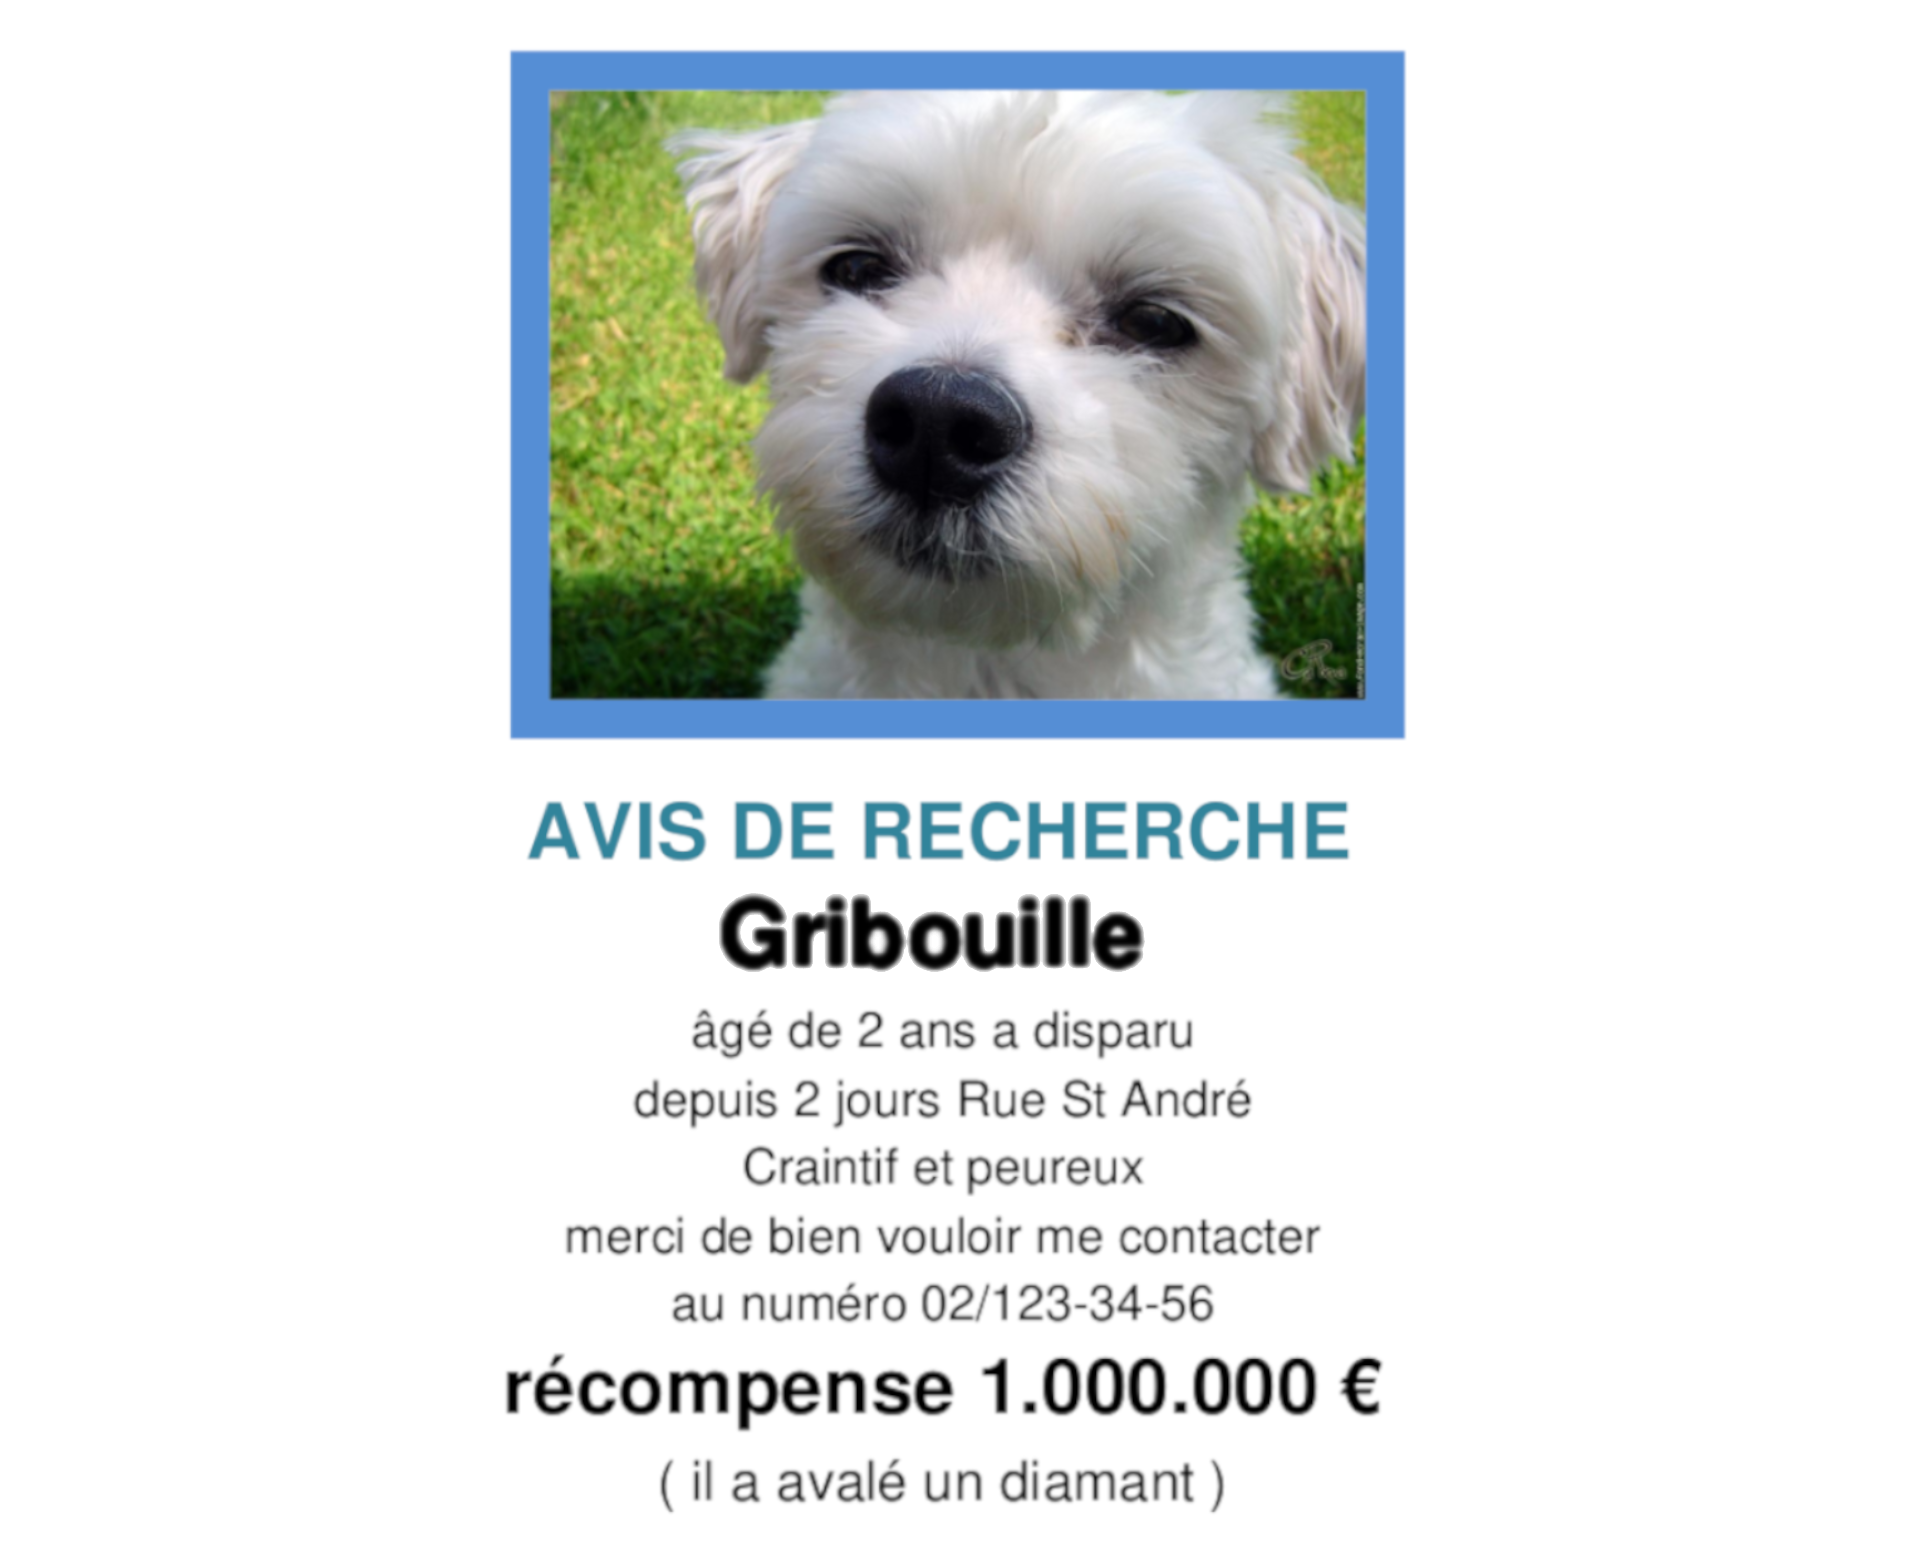 AVIS DE RECHERCHE
Gribouille
âgé de 2 ans a disparu
depuis 2 jours Rue St André
Craintif et peureux
merci de bien vouloir me contacter
au numéro 02/123-34-56
récompense 1.000.000 €
( il a avalé un diamant )